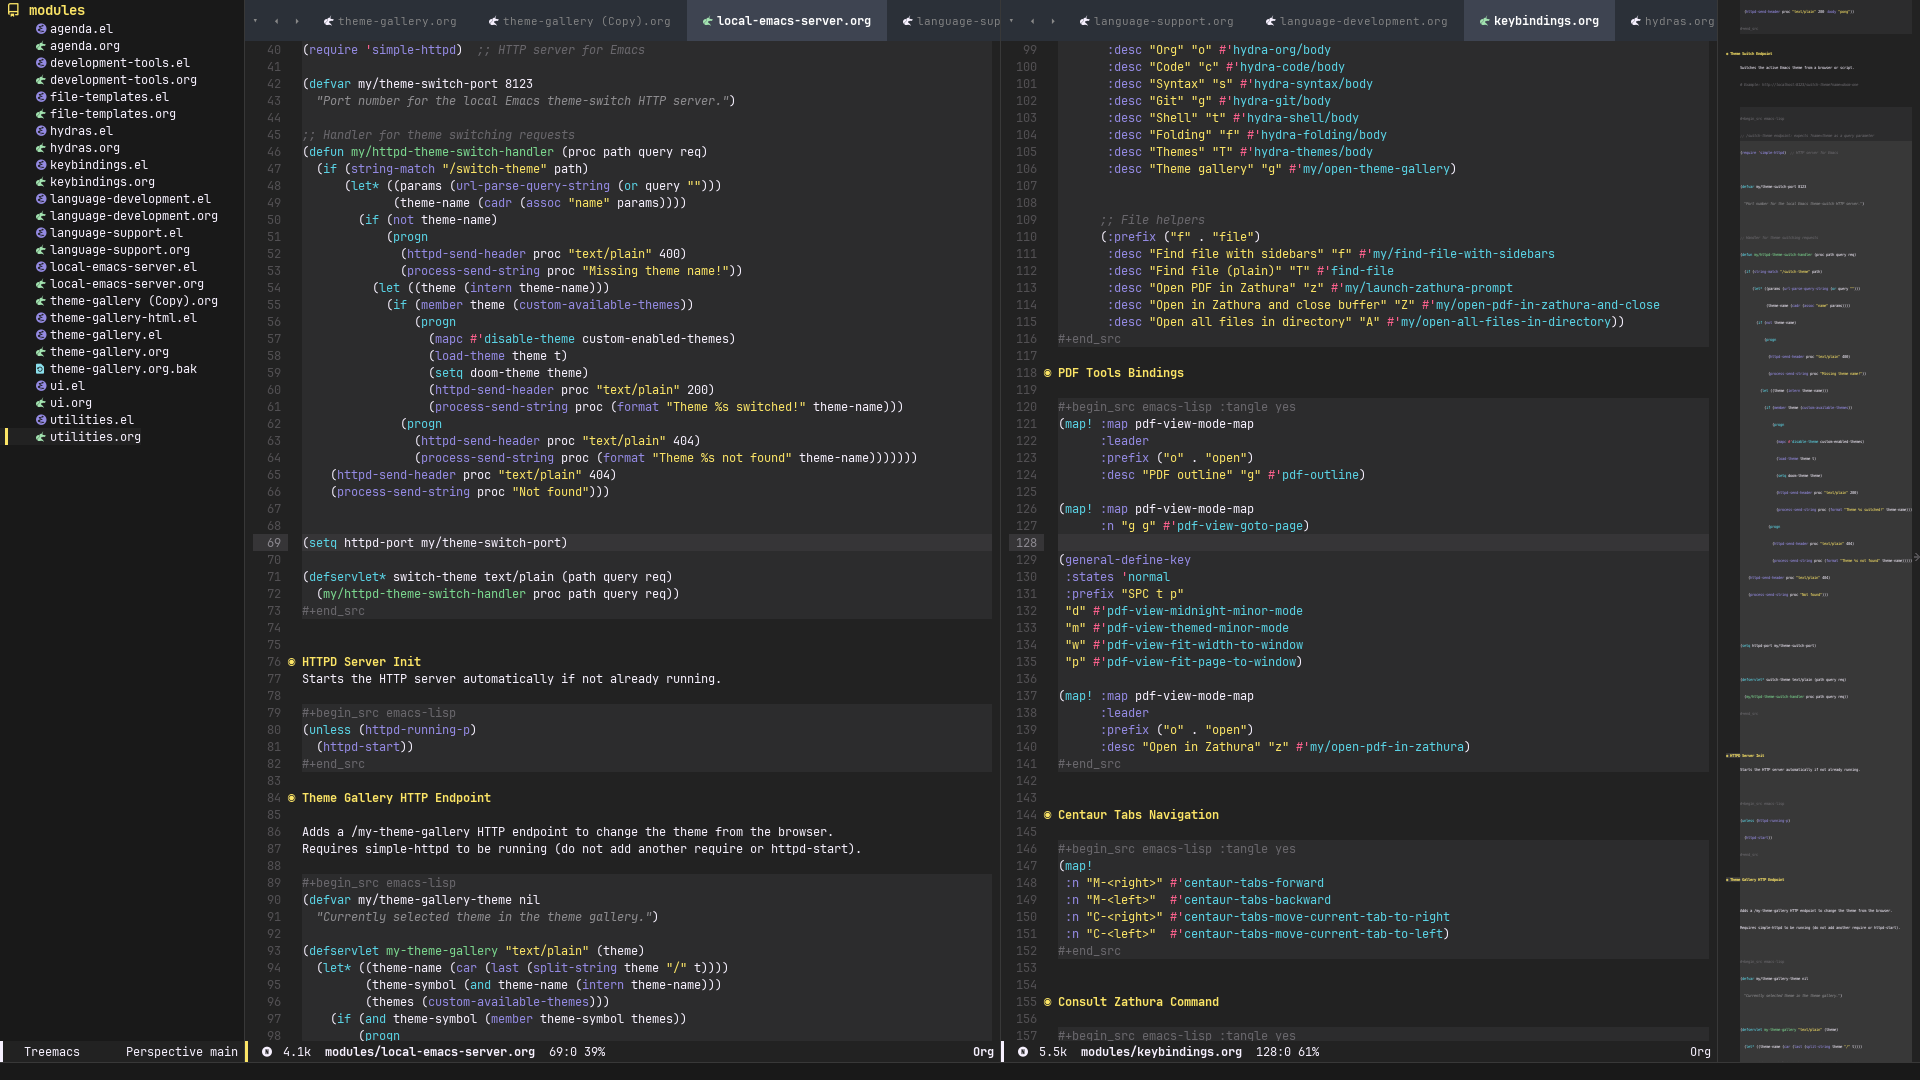 modules
agenda.el
agenda.org
development-tools.el
development-tools.org
file-templates.el
file-templates.org
hydras.el
hydras.org
keybindings.el
keybindings.org
language-development.el
language-development.org
language-support.el
language-support.org
local-emacs-server.el
local-emacs-server.org
theme-gallery (Copy).org
theme-gallery-html.el
theme-gallery.el
theme-gallery.org
theme-gallery.org.bak
ui.el
ui.org
utilities.el
utilities.org
Treemacs Perspective main
theme-gallery.org theme-gallery (Copy).org local-emacs-server.org language-sup
40 (require 'simple-httpd)  ;; HTTP server for Emacs
41
42 (defvar my/theme-switch-port 8123
43   "Port number for the local Emacs theme-switch HTTP server.")
44
45 ;; Handler for theme switching requests
46 (defun my/httpd-theme-switch-handler (proc path query req)
47   (if (string-match "/switch-theme" path)
48       (let* ((params (url-parse-query-string (or query "")))
49              (theme-name (cadr (assoc "name" params))))
50         (if (not theme-name)
51             (progn
52               (httpd-send-header proc "text/plain" 400)
53               (process-send-string proc "Missing theme name!"))
54           (let ((theme (intern theme-name)))
55             (if (member theme (custom-available-themes))
56                 (progn
57                   (mapc #'disable-theme custom-enabled-themes)
58                   (load-theme theme t)
59                   (setq doom-theme theme)
60                   (httpd-send-header proc "text/plain" 200)
61                   (process-send-string proc (format "Theme %s switched!" theme-name)))
62               (progn
63                 (httpd-send-header proc "text/plain" 404)
64                 (process-send-string proc (format "Theme %s not found" theme-name)))))))
65     (httpd-send-header proc "text/plain" 404)
66     (process-send-string proc "Not found")))
67
68
69 (setq httpd-port my/theme-switch-port)
70
71 (defservlet* switch-theme text/plain (path query req)
72   (my/httpd-theme-switch-handler proc path query req))
73 #+end_src
74
75
76 ◉ HTTPD Server Init
77 Starts the HTTP server automatically if not already running.
78
79 #+begin_src emacs-lisp
80 (unless (httpd-running-p)
81   (httpd-start))
82 #+end_src
83
84 ◉ Theme Gallery HTTP Endpoint
85
86 Adds a /my-theme-gallery HTTP endpoint to change the theme from the browser.
87 Requires simple-httpd to be running (do not add another require or httpd-start).
88
89 #+begin_src emacs-lisp
90 (defvar my/theme-gallery-theme nil
91   "Currently selected theme in the theme gallery.")
92
93 (defservlet my-theme-gallery "text/plain" (theme)
94   (let* ((theme-name (car (last (split-string theme "/" t))))
95          (theme-symbol (and theme-name (intern theme-name)))
96          (themes (custom-available-themes)))
97     (if (and theme-symbol (member theme-symbol themes))
98         (progn
4.1k modules/local-emacs-server.org 69:0 39% Org
language-support.org language-development.org keybindings.org hydras.org
99        :desc "Org" "o" #'hydra-org/body
100       :desc "Code" "c" #'hydra-code/body
101       :desc "Syntax" "s" #'hydra-syntax/body
102       :desc "Git" "g" #'hydra-git/body
103       :desc "Shell" "t" #'hydra-shell/body
104       :desc "Folding" "f" #'hydra-folding/body
105       :desc "Themes" "T" #'hydra-themes/body
106       :desc "Theme gallery" "g" #'my/open-theme-gallery)
107
108
109      ;; File helpers
110      (:prefix ("f" . "file")
111       :desc "Find file with sidebars" "f" #'my/find-file-with-sidebars
112       :desc "Find file (plain)" "T" #'find-file
113       :desc "Open PDF in Zathura" "z" #'my/launch-zathura-prompt
114       :desc "Open in Zathura and close buffer" "Z" #'my/open-pdf-in-zathura-and-close
115       :desc "Open all files in directory" "A" #'my/open-all-files-in-directory))
116 #+end_src
117
118 ◉ PDF Tools Bindings
119
120 #+begin_src emacs-lisp :tangle yes
121 (map! :map pdf-view-mode-map
122       :leader
123       :prefix ("o" . "open")
124       :desc "PDF outline" "g" #'pdf-outline)
125
126 (map! :map pdf-view-mode-map
127       :n "g g" #'pdf-view-goto-page)
128
129 (general-define-key
130  :states 'normal
131  :prefix "SPC t p"
132  "d" #'pdf-view-midnight-minor-mode
133  "m" #'pdf-view-themed-minor-mode
134  "w" #'pdf-view-fit-width-to-window
135  "p" #'pdf-view-fit-page-to-window)
136
137 (map! :map pdf-view-mode-map
138       :leader
139       :prefix ("o" . "open")
140       :desc "Open in Zathura" "z" #'my/open-pdf-in-zathura)
141 #+end_src
142
143
144 ◉ Centaur Tabs Navigation
145
146 #+begin_src emacs-lisp :tangle yes
147 (map!
148  :n "M-<right>" #'centaur-tabs-forward
149  :n "M-<left>"  #'centaur-tabs-backward
150  :n "C-<right>" #'centaur-tabs-move-current-tab-to-right
151  :n "C-<left>"  #'centaur-tabs-move-current-tab-to-left)
152 #+end_src
153
154
155 ◉ Consult Zathura Command
156
157 #+begin_src emacs-lisp :tangle yes
5.5k modules/keybindings.org 128:0 61% Org